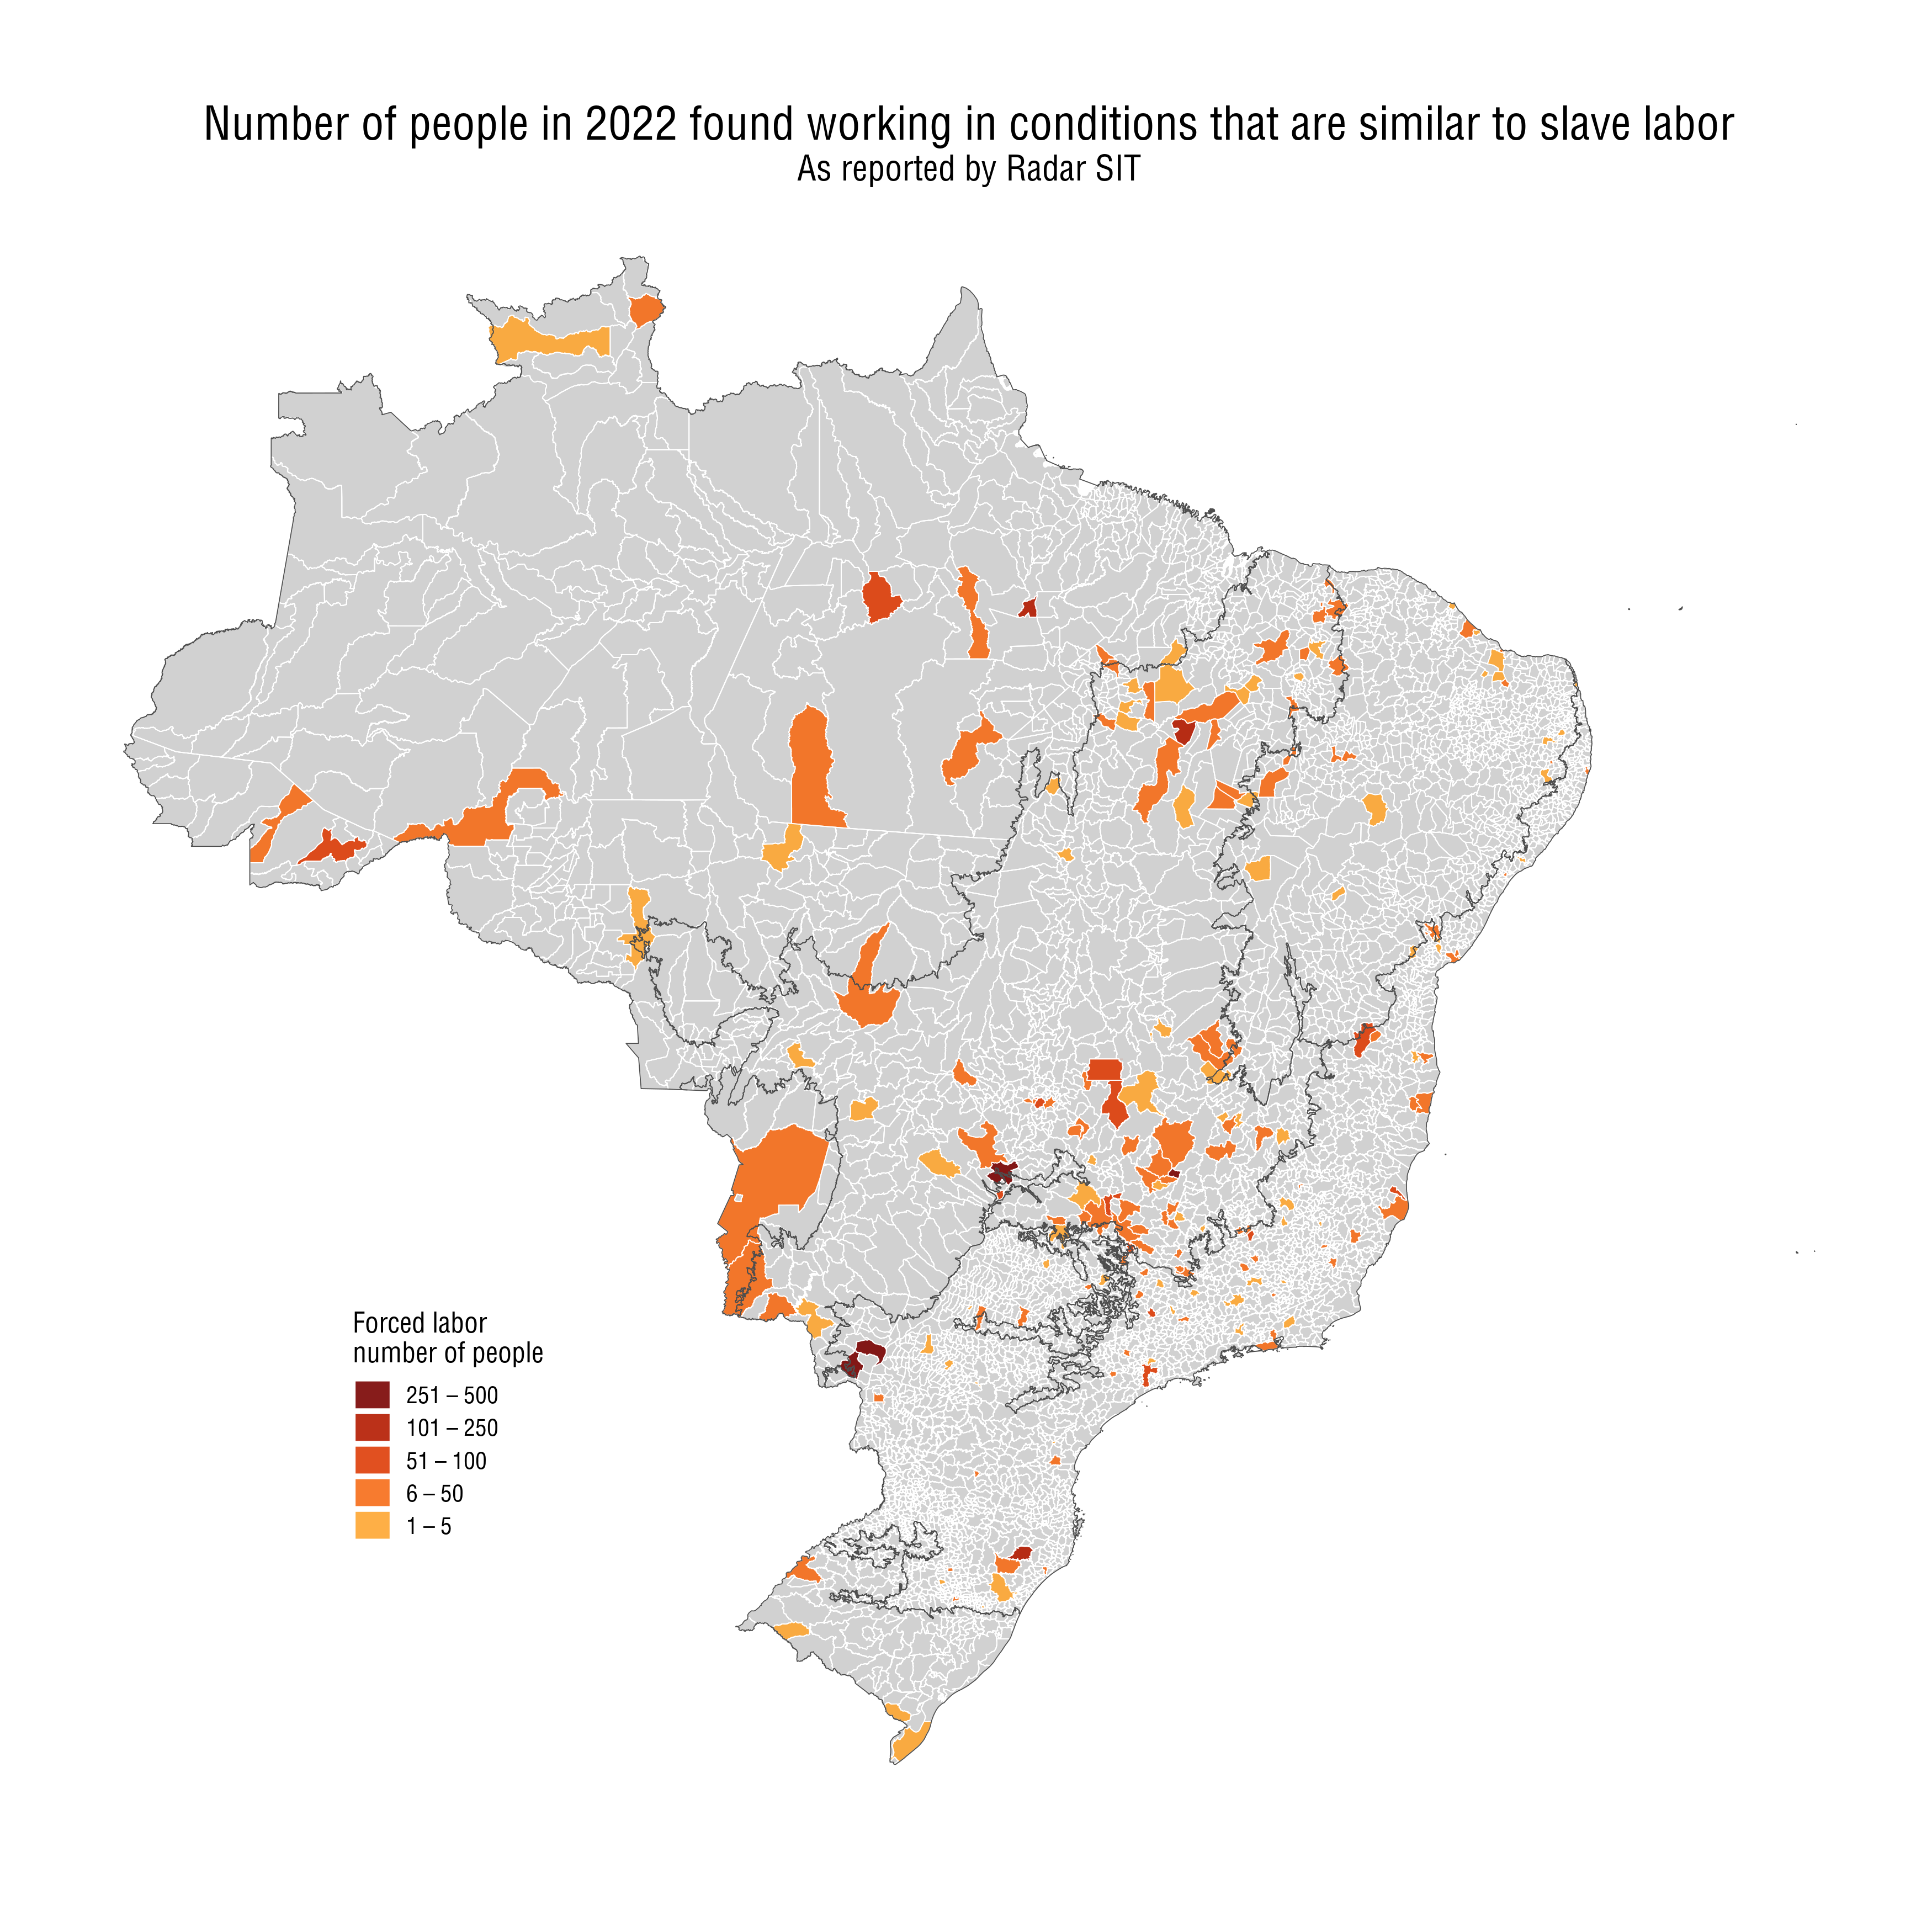 Number of people in 2022 found working in conditions that are similar to slave labor
As reported by Radar SIT
Forced labor
number of people
251 – 500
101 – 250
51 – 100
6 – 50
1 – 5